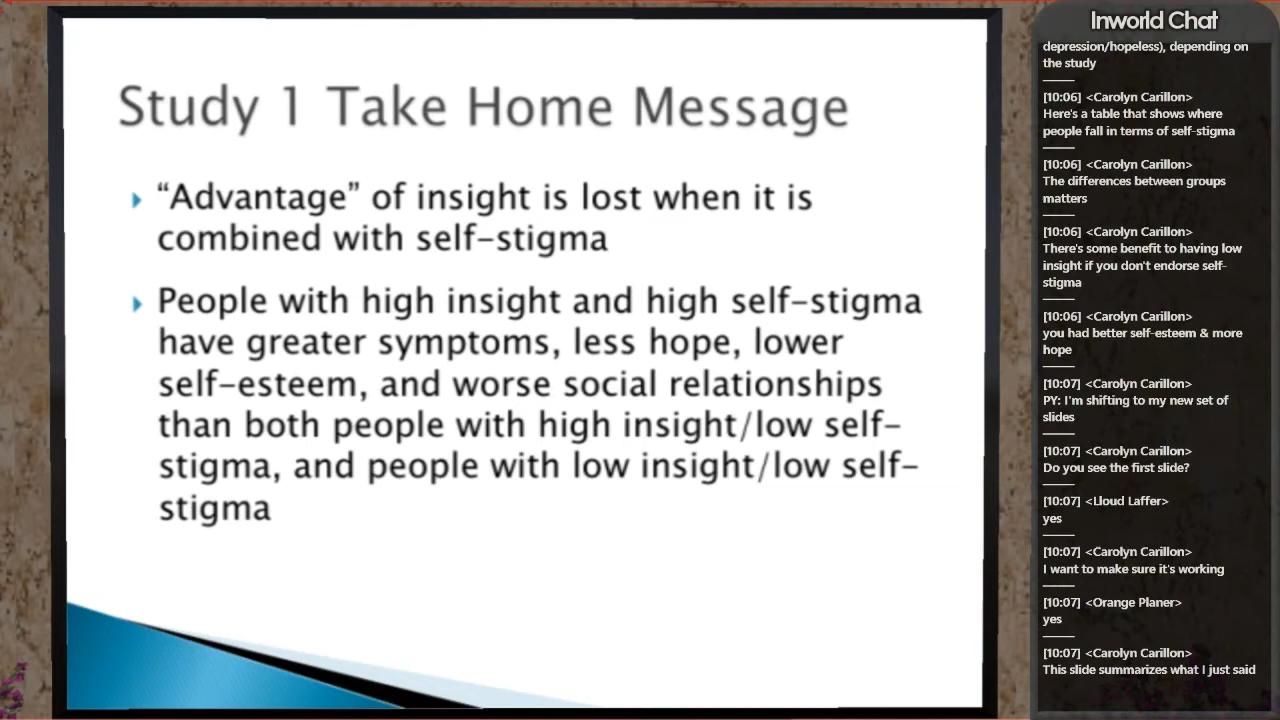 Study 1 Take Home Message
“Advantage” of insight is lost when it is
combined with self-stigma
People with high insight and high self-stigma
have greater symptoms, less hope, lower
self-esteem, and worse social relationships
than both people with high insight/low self-
stigma, and people with low insight/low self-
stigma
Inworld Chat
depression/hopeless), depending on
the study
[10:06] <Carolyn Carillon>
Here's a table that shows where
people fall in terms of self-stigma
[10:06] <Carolyn Carillon>
The differences between groups
matters
[10:06] <Carolyn Carillon>
There's some benefit to having low
insight if you don't endorse self-
stigma
[10:06] <Carolyn Carillon>
you had better self-esteem & more
hope
[10:07] <Carolyn Carillon>
PY: I'm shifting to my new set of
slides
[10:07] <Carolyn Carillon>
Do you see the first slide?
[10:07] <Lloud Laffer>
yes
[10:07] <Carolyn Carillon>
I want to make sure it's working
[10:07] <Orange Planer>
yes
[10:07] <Carolyn Carillon>
This slide summarizes what I just said